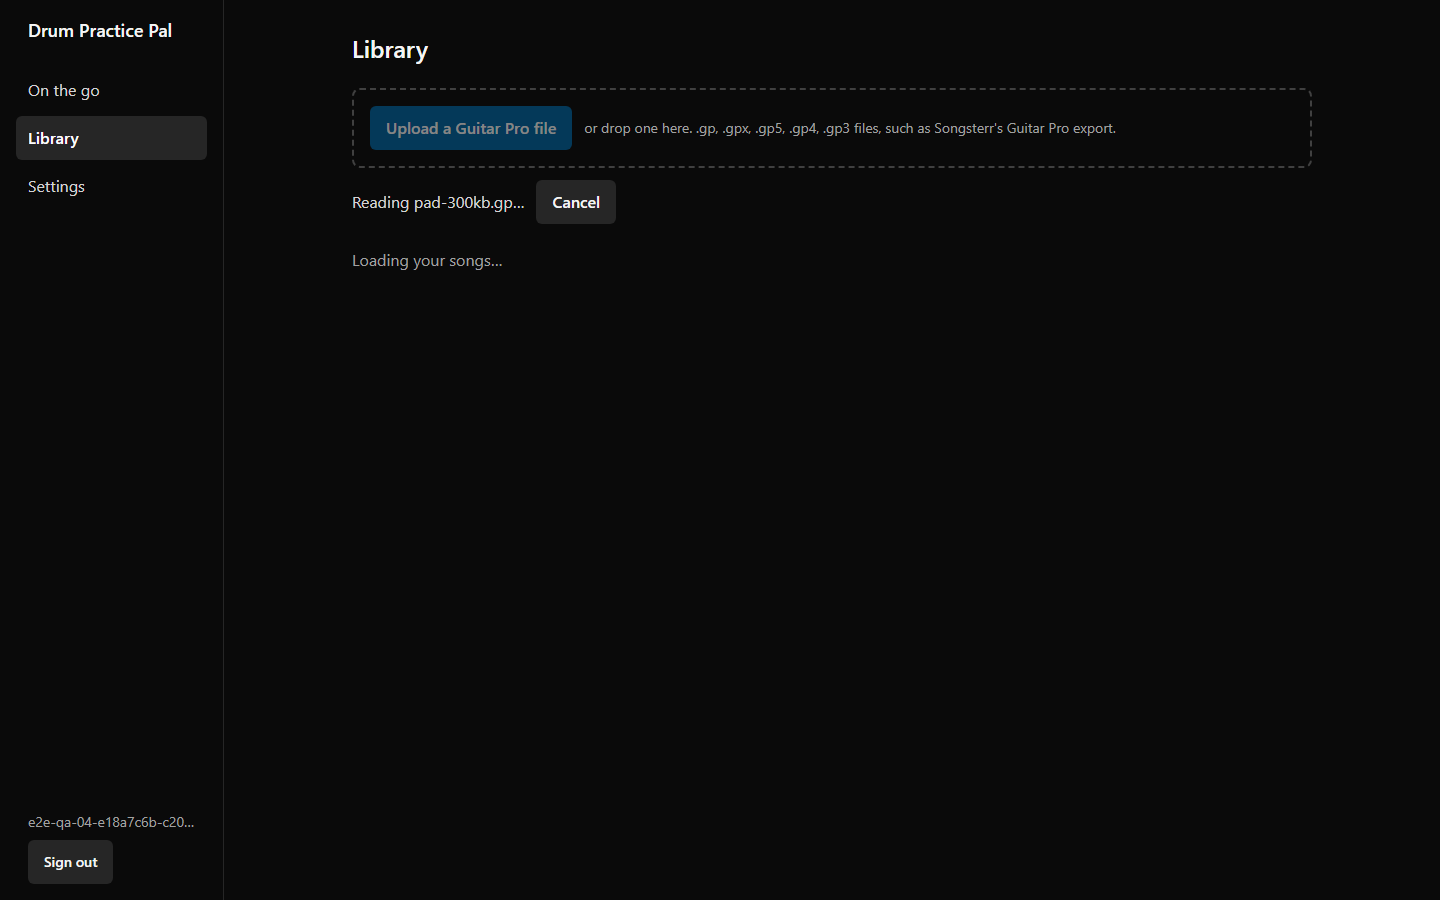 Drum Practice Pal
On the go
Library
Settings
Library
Upload a Guitar Pro file
or drop one here. .gp, .gpx, .gp5, .gp4, .gp3 files, such as Songsterr's Guitar Pro export.
Reading pad-300kb.gp...
Cancel
Loading your songs...
e2e-qa-04-e18a7c6b-c20...
Sign out